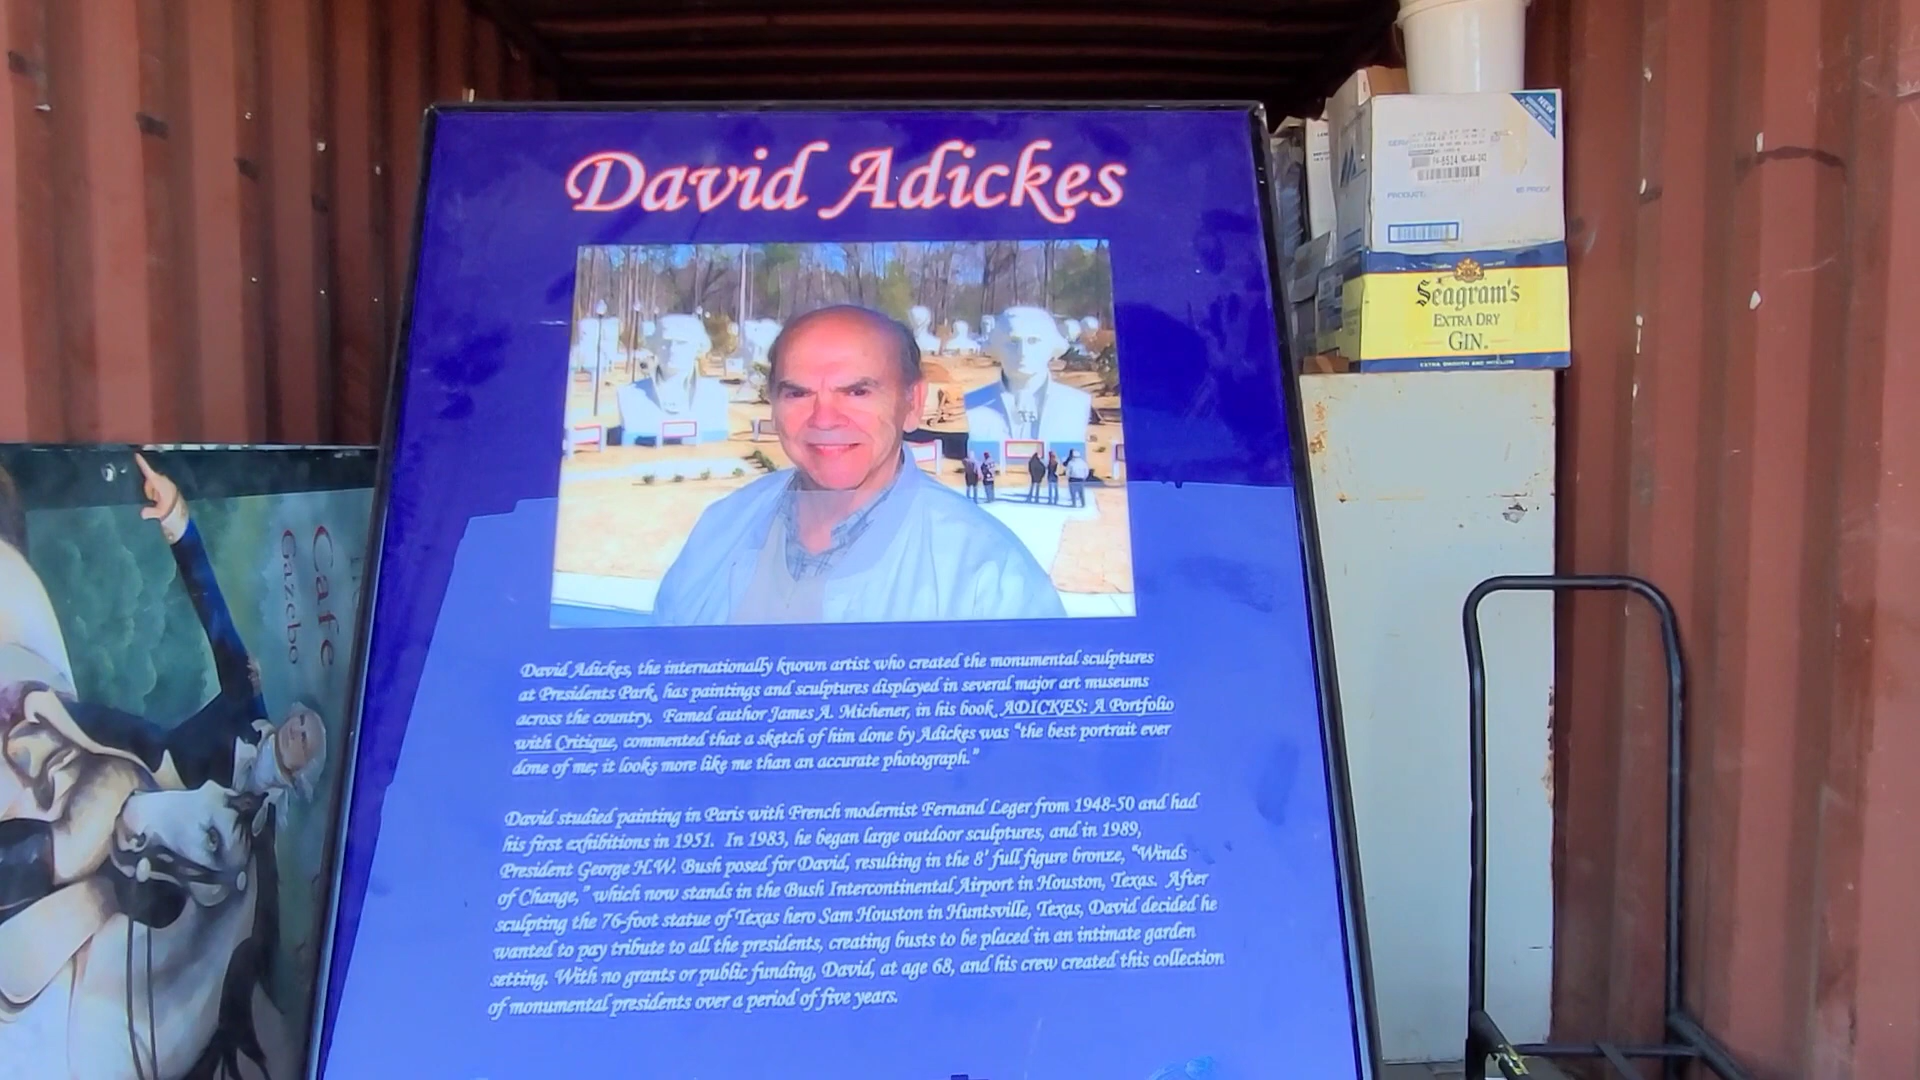 David Adickes
David Adickes, the internationally known artist who created the monumental sculptures
at Presidents Park, has paintings and sculptures displayed in several major art museums
across the country. Famed author James A. Michener, in his book ADICKES: A Portfolio
with Critique, commented that a sketch of him done by Adickes was "the best portrait ever
done of me; it looks more like me than an accurate photograph."
David studied painting in Paris with French modernist Fernand Leger from 1948-50 and had
his first exhibitions in 1951. In 1983, he began large outdoor sculptures, and in 1989,
President George H.W. Bush posed for David, resulting in the 8' full figure bronze, "Winds
of Change," which now stands in the Bush Intercontinental Airport in Houston, Texas. After
sculpting the 76-foot statue of Texas hero Sam Houston in Huntsville, Texas, David decided he
wanted to pay tribute to all the presidents, creating busts to be placed in an intimate garden
setting. With no grants or public funding, David, at age 68, and his crew created this collection
of monumental presidents over a period of five years.
Cafe
Gazebo
NEW
PRODUCT:
80 PROOF
Seagram's
EXTRA DRY
GIN.